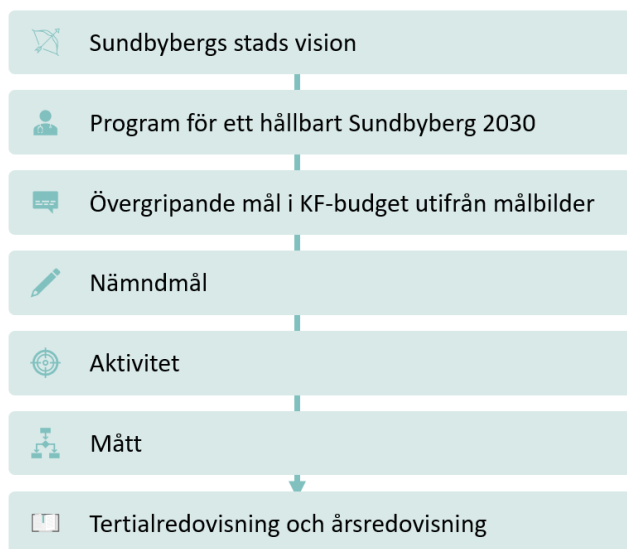 Sundbybergs stads vision
Program för ett hållbart Sundbyberg 2030
Övergripande mål i KF-budget utifrån målbilder
Nämndmål
Aktivitet
Mått
Tertialredovisning och årsredovisning